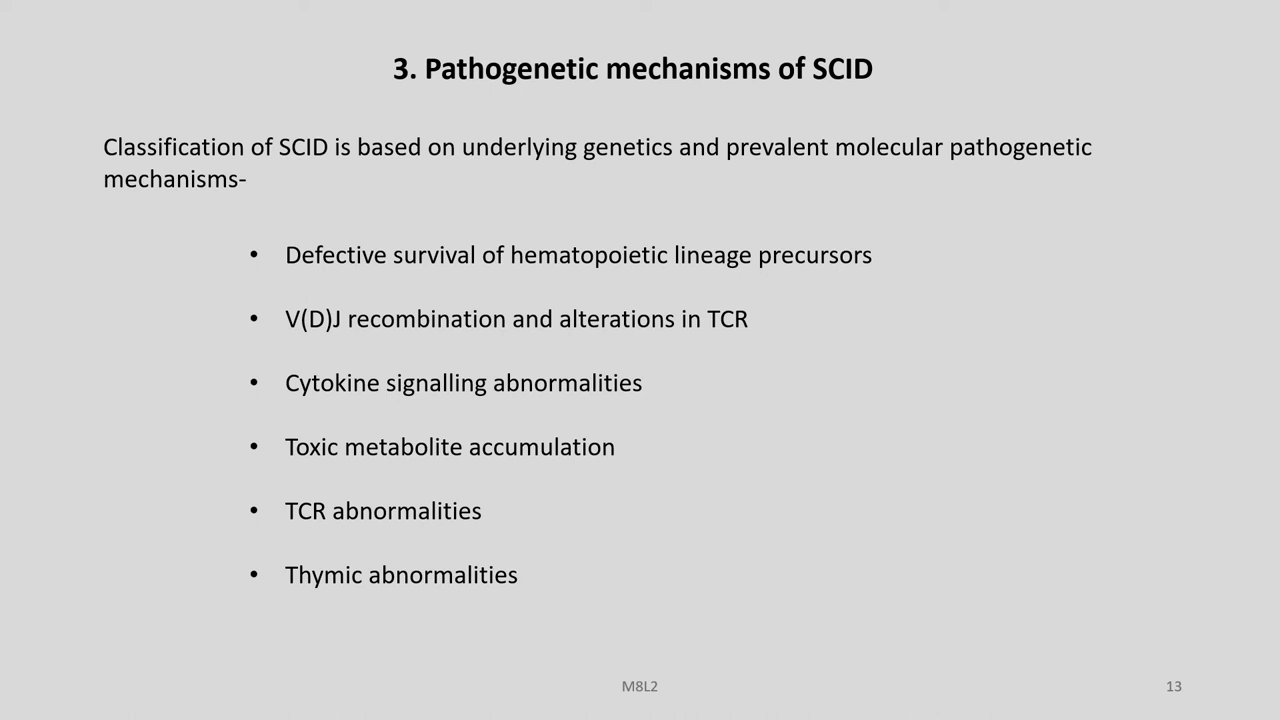 3. Pathogenetic mechanisms of SCID
Classification of SCID is based on underlying genetics and prevalent molecular pathogenetic
mechanisms-
• Defective survival of hematopoietic lineage precursors
• V(D)J recombination and alterations in TCR
• Cytokine signalling abnormalities
• Toxic metabolite accumulation
• TCR abnormalities
• Thymic abnormalities
M8L2
13